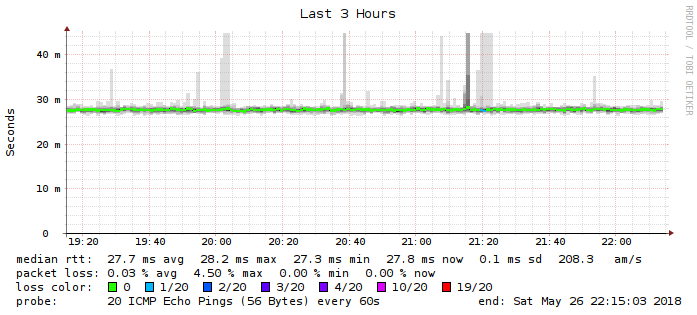 Last 3 Hours
RRDTOOL / TOBI OETIKER
Seconds
40 m
30 m
20 m
10 m
0
19:20 19:40 20:00 20:20 20:40 21:00 21:20 21:40 22:00
median rtt: 27.7 ms avg 28.2 ms max 27.3 ms min 27.8 ms now 0.1 ms sd 208.3 am/s
packet loss: 0.03 % avg 4.50 % max 0.00 % min 0.00 % now
loss color: 0 1/20 2/20 3/20 4/20 10/20 19/20
probe: 20 ICMP Echo Pings (56 Bytes) every 60s end: Sat May 26 22:15:03 2018